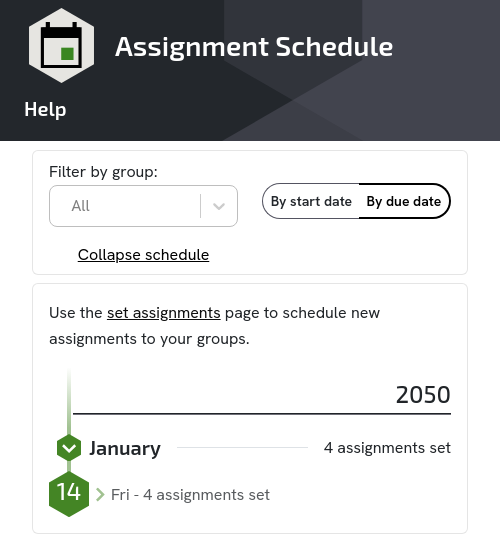 Assignment Schedule
Help
Filter by group:
All
By start date
By due date
Collapse schedule
Use the set assignments page to schedule new
assignments to your groups.
2050
January
4 assignments set
14
Fri - 4 assignments set